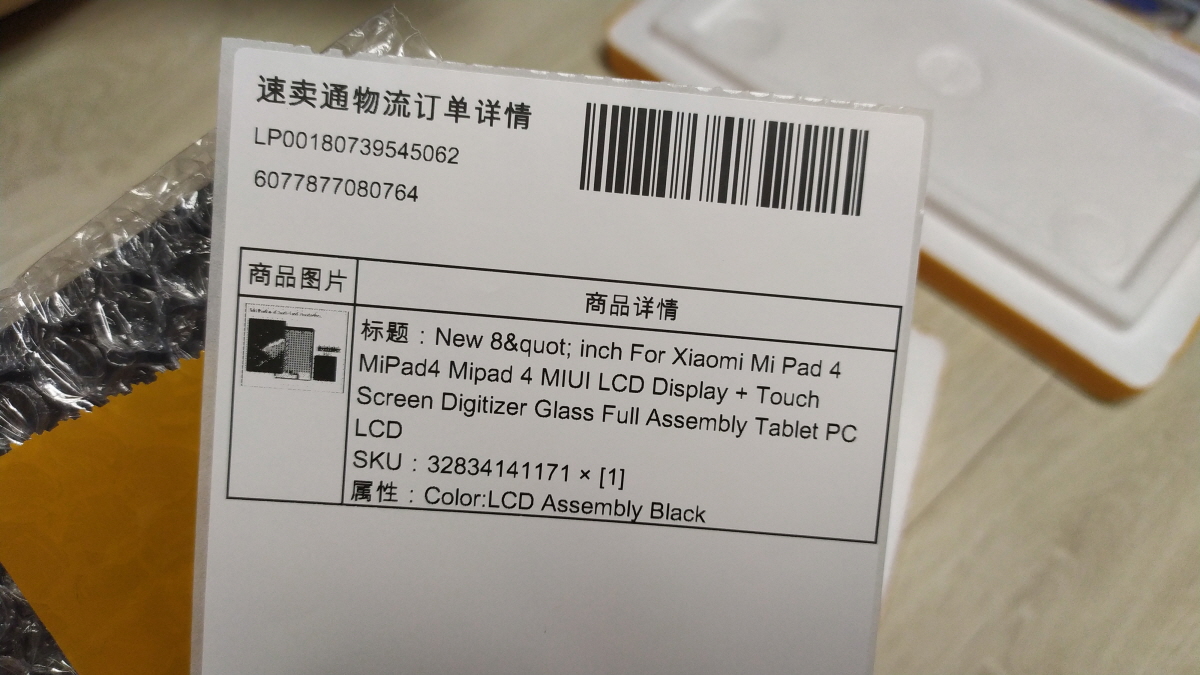 速卖通物流订单详情
LP00180739545062
6077877080764
商品图片
商品详情
标题：New 8&quot; inch For Xiaomi Mi Pad 4
MiPad4 Mipad 4 MIUI LCD Display + Touch
Screen Digitizer Glass Full Assembly Tablet PC
LCD
SKU：32834141171 × [1]
属性：Color:LCD Assembly Black